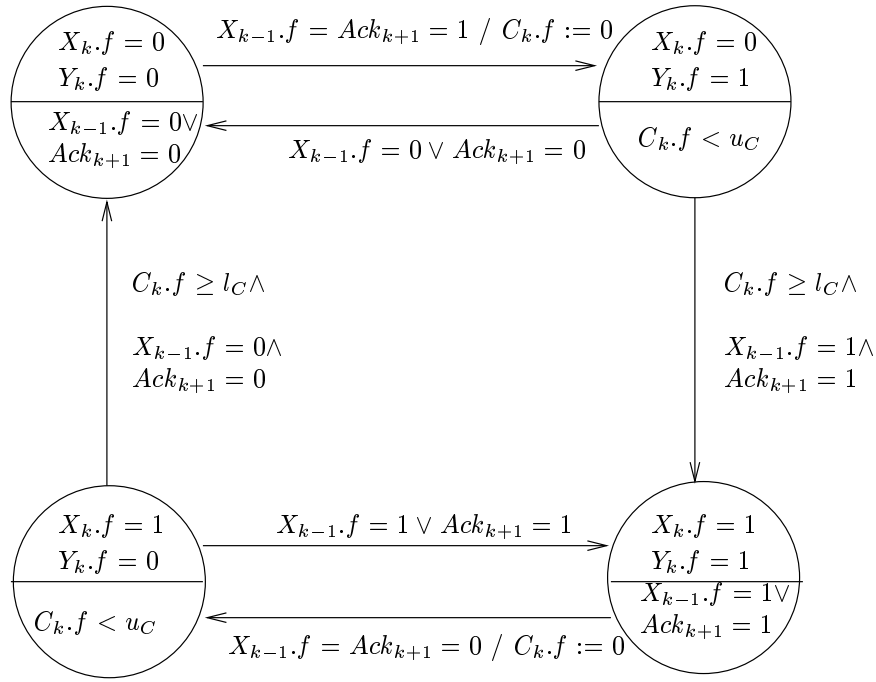 X_{k-1}.f = Ack_{k+1} = 1 / C_k.f := 0
X_k.f = 0
Y_k.f = 0
X_{k-1}.f = 0∨
Ack_{k+1} = 0
X_k.f = 0
Y_k.f = 1
C_k.f < u_C
X_{k-1}.f = 0 ∨ Ack_{k+1} = 0
C_k.f ≥ l_C∧
X_{k-1}.f = 0∧
Ack_{k+1} = 0
C_k.f ≥ l_C∧
X_{k-1}.f = 1∧
Ack_{k+1} = 1
X_k.f = 1
Y_k.f = 0
C_k.f < u_C
X_{k-1}.f = 1 ∨ Ack_{k+1} = 1
X_k.f = 1
Y_k.f = 1
X_{k-1}.f = 1∨
Ack_{k+1} = 1
X_{k-1}.f = Ack_{k+1} = 0 / C_k.f := 0